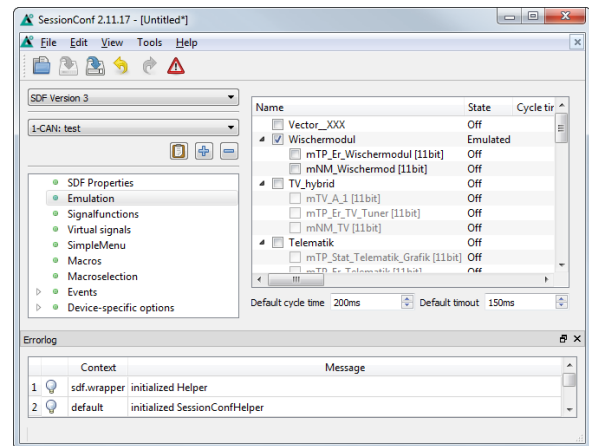 SessionConf 2.11.17 - [Untitled*]
File Edit View Tools Help
SDF Version 3
1-CAN: test
SDF Properties
Emulation
Signalfunctions
Virtual signals
SimpleMenu
Macros
Macroselection
Events
Device-specific options
Name State Cycle tir
Vector__XXX Off
Wischermodul Emulated
mTP_Er_Wischermodul [11bit] Off
mNM_Wischermod [11bit] Off
TV_hybrid Off
mTV_A_1 [11bit] Off
mTP_Er_TV_Tuner [11bit] Off
mNM_TV [11bit] Off
Telematik Off
mTP_Stat_Telematik_Grafik [11bit] Off
mTP_Er_Telematik [11bit] Off
Default cycle time 200ms Default timout 150ms
Errorlog
Context Message
1 sdf.wrapper initialized Helper
2 default initialized SessionConfHelper